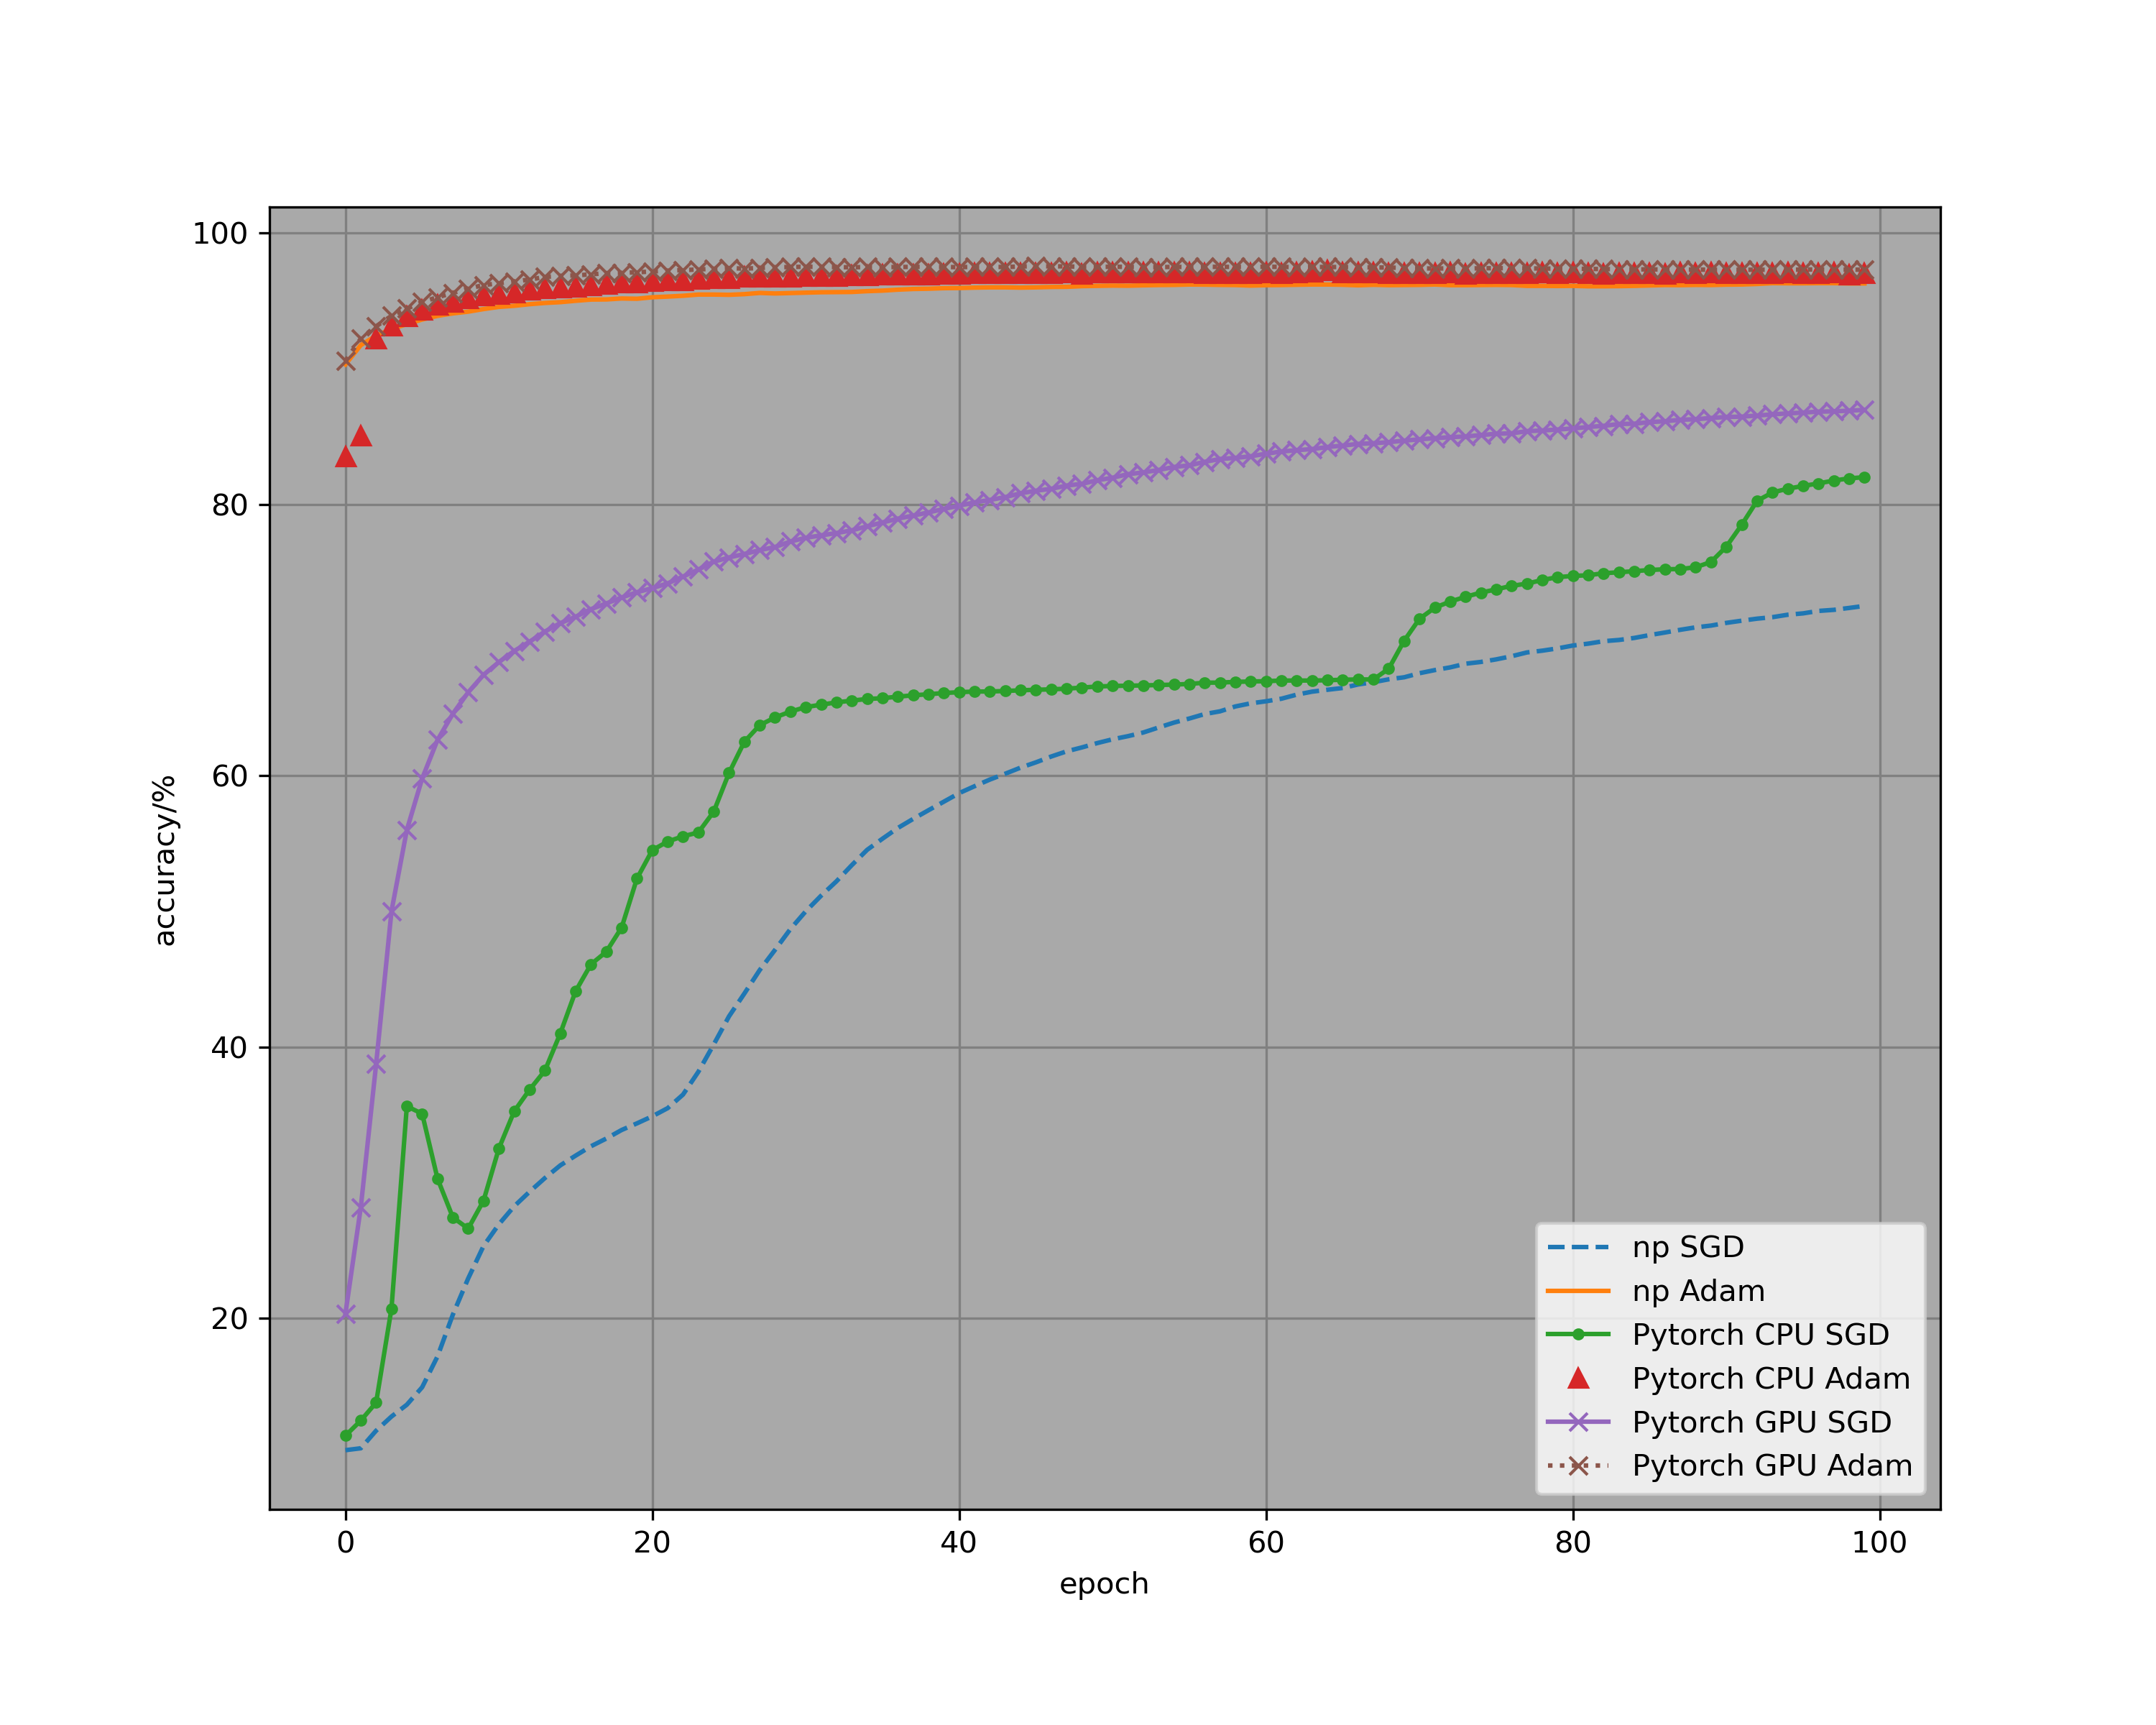 100
80
60
40
20
accuracy/%
0 20 40 60 80 100
epoch
np SGD
np Adam
Pytorch CPU SGD
Pytorch CPU Adam
Pytorch GPU SGD
Pytorch GPU Adam